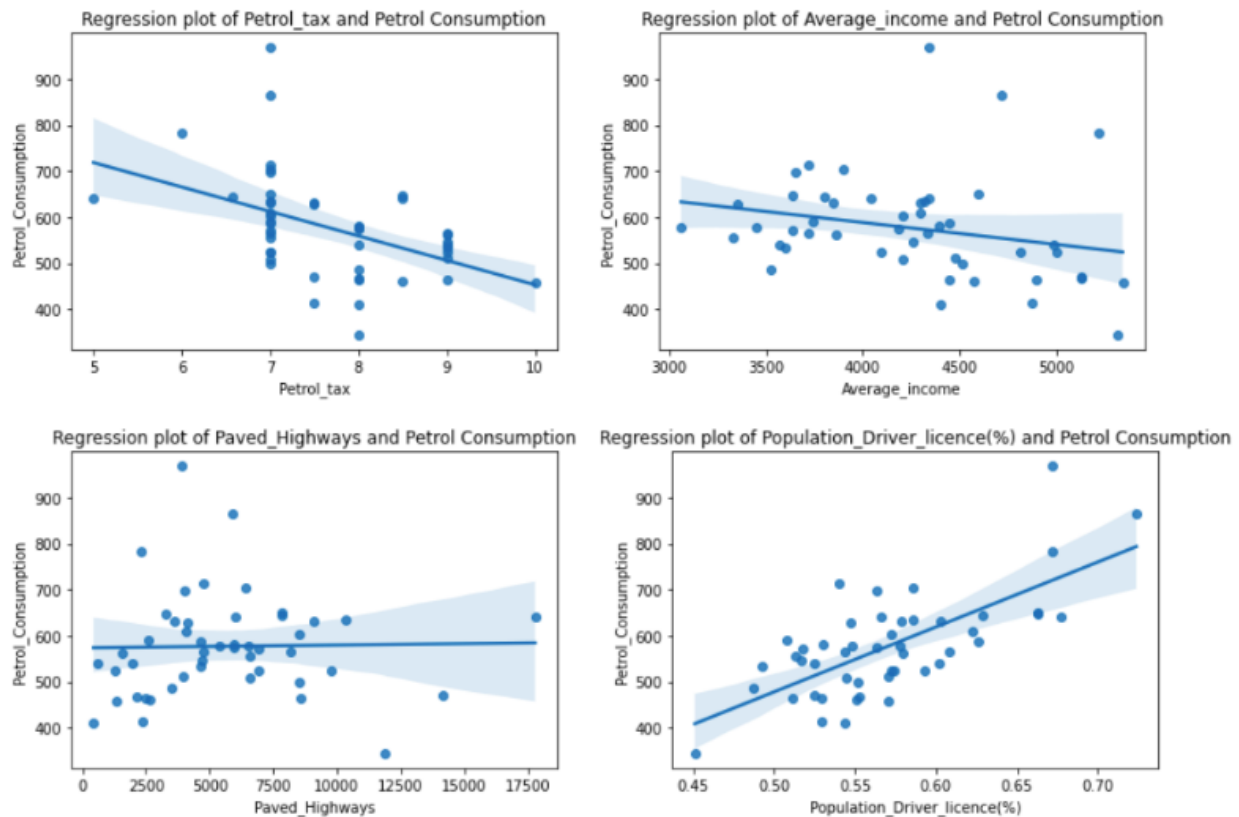 Regression plot of Petrol_tax and Petrol Consumption
Petrol_Consumption
900
800
700
600
500
400
5 6 7 8 9 10
Petrol_tax
Regression plot of Average_income and Petrol Consumption
Petrol_Consumption
900
800
700
600
500
400
3000 3500 4000 4500 5000
Average_income
Regression plot of Paved_Highways and Petrol Consumption
Petrol_Consumption
900
800
700
600
500
400
0 2500 5000 7500 10000 12500 15000 17500
Paved_Highways
Regression plot of Population_Driver_licence(%) and Petrol Consumption
Petrol_Consumption
900
800
700
600
500
400
0.45 0.50 0.55 0.60 0.65 0.70
Population_Driver_licence(%)